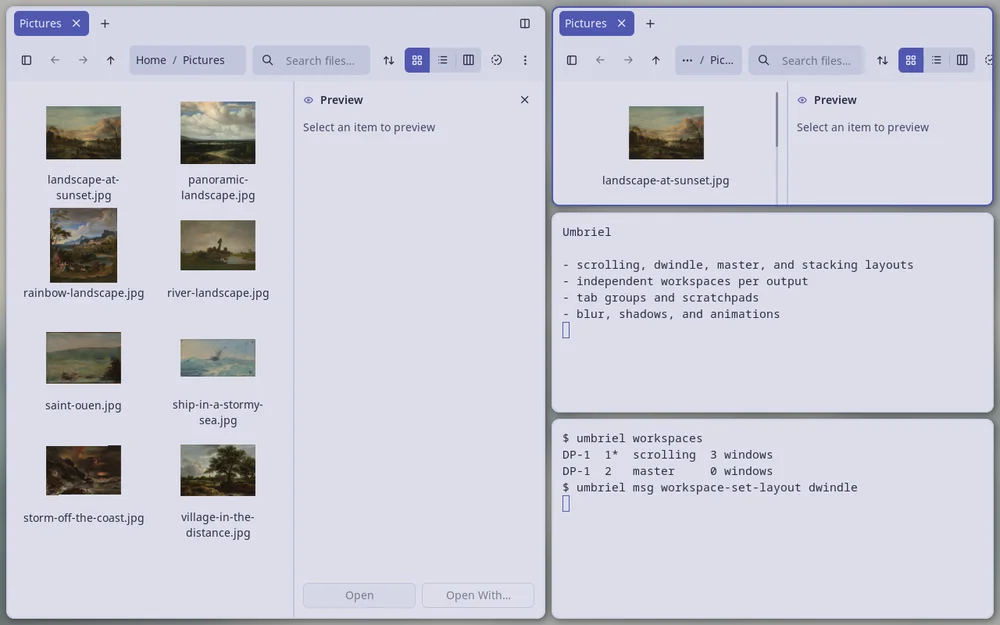 Pictures
Home / Pictures
Search files...
landscape-at-
sunset.jpg
panoramic-
landscape.jpg
rainbow-landscape.jpg
river-landscape.jpg
saint-ouen.jpg
ship-in-a-stormy-
sea.jpg
storm-off-the-coast.jpg
village-in-the-
distance.jpg
Preview
Select an item to preview
Open
Open With...
Pictures
... / Pic...
Search files...
landscape-at-sunset.jpg
Preview
Select an item to preview
Umbriel
- scrolling, dwindle, master, and stacking layouts
- independent workspaces per output
- tab groups and scratchpads
- blur, shadows, and animations
$ umbriel workspaces
DP-1  1*  scrolling  3 windows
DP-1  2   master     0 windows
$ umbriel msg workspace-set-layout dwindle